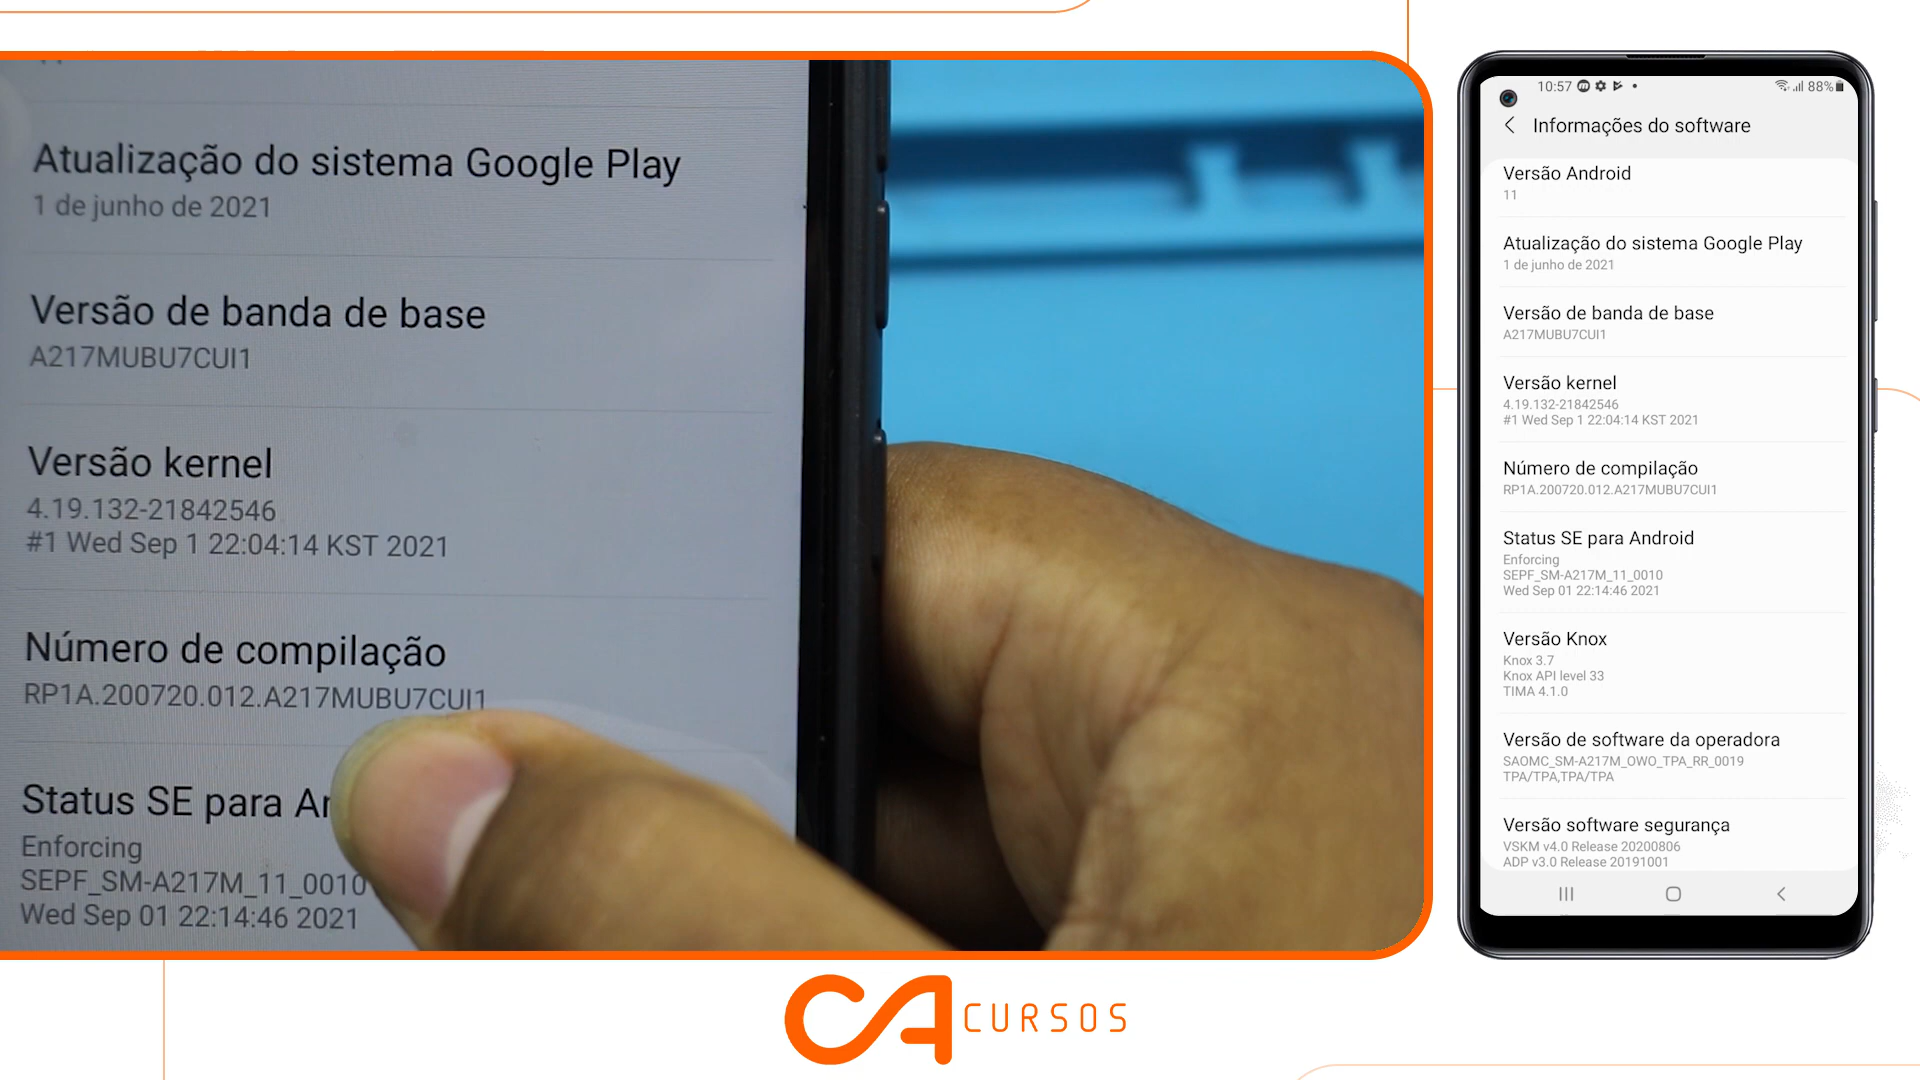 Atualização do sistema Google Play
1 de junho de 2021
Versão de banda de base
A217MUBU7CUI1
Versão kernel
4.19.132-21842546
#1 Wed Sep 1 22:04:14 KST 2021
Número de compilação
RP1A.200720.012.A217MUBU7CUI1
Status SE para
Enforcing
SEPF_SM-A217M_11_0010
Wed Sep 01 22:14:46 2021
10:57
88%
Informações do software
Versão Android
11
Atualização do sistema Google Play
1 de junho de 2021
Versão de banda de base
A217MUBU7CUI1
Versão kernel
4.19.132-21842546
#1 Wed Sep 1 22:04:14 KST 2021
Número de compilação
RP1A.200720.012.A217MUBU7CUI1
Status SE para Android
Enforcing
SEPF_SM-A217M_11_0010
Wed Sep 01 22:14:46 2021
Versão Knox
Knox 3.7
Knox API level 33
TIMA 4.1.0
Versão de software da operadora
SAOMC_SM-A217M_OWO_TPA_RR_0019
TPA/TPA,TPA/TPA
Versão software segurança
VSKM v4.0 Release 20200806
ADP v3.0 Release 20191001
CA CURSOS